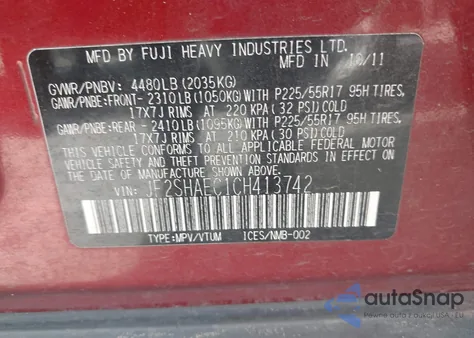 MFD BY FUJI HEAVY INDUSTRIES LTD. IN 10/11
GVWR/PNBV: 4480LB (2035KG)
GAWR/PNBE: FRONT - 2310LB (1050KG) WITH P225/55R17 95H TIRES,
17X7J RIMS AT 220 KPA (32 PSI) COLD
GAWR/PNBE: REAR - 2410LB (1095KG) WITH P225/55R17 95H TIRES,
17X7J RIMS AT 210 KPA (30 PSI) COLD
THIS VEHICLE CONFORMS TO ALL APPLICABLE FEDERAL MOTOR
VEHICLE SAFETY AND THEFT PREVENTION STANDARDS IN EFFECT ON
THE DATE OF MANUFACTURE SHOWN ABOVE.
VIN: JF2SHAEC1CH413742
TYPE: MPV/VTUM ICES/NMB-002
autoSnap